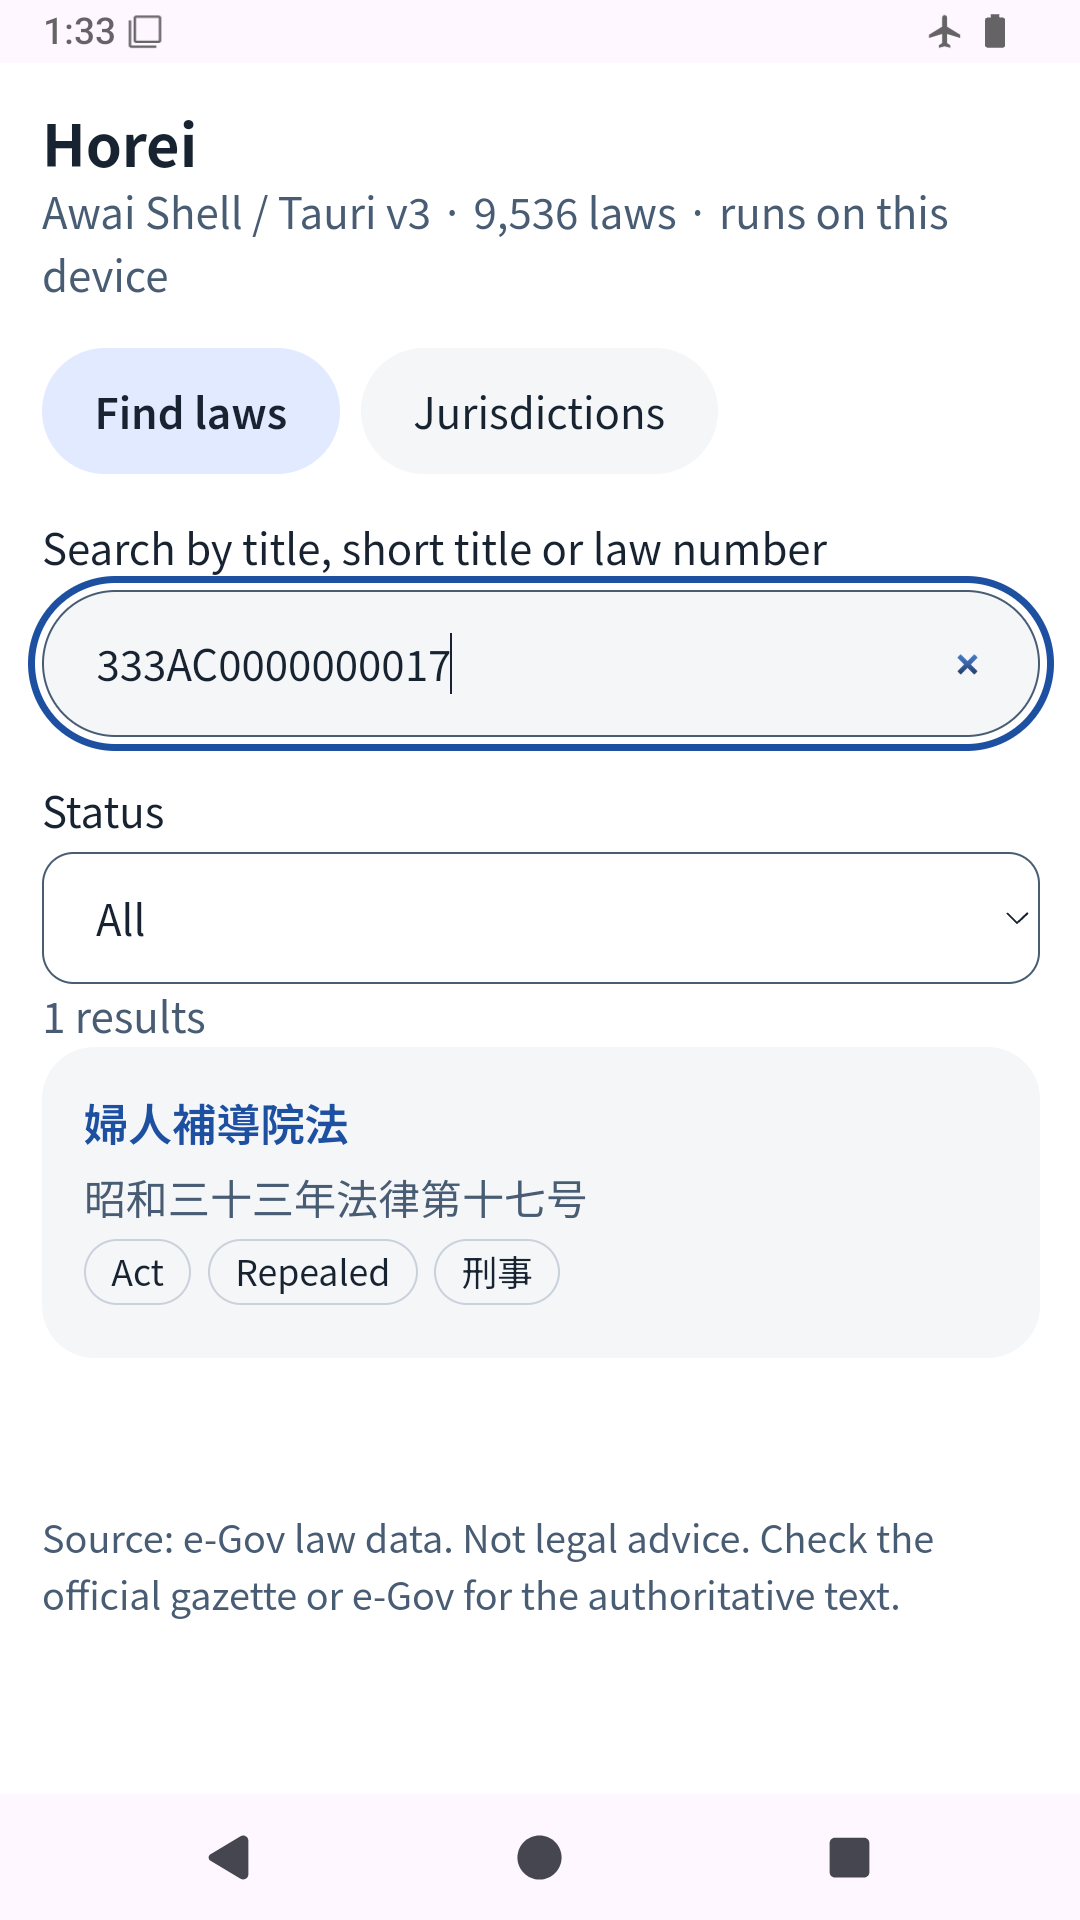 1:33
Horei
Awai Shell / Tauri v3 · 9,536 laws · runs on this
device
Find laws
Jurisdictions
Search by title, short title or law number
333AC0000000017
×
Status
All
1 results
婦人補導院法
昭和三十三年法律第十七号
Act
Repealed
刑事
Source: e-Gov law data. Not legal advice. Check the
official gazette or e-Gov for the authoritative text.